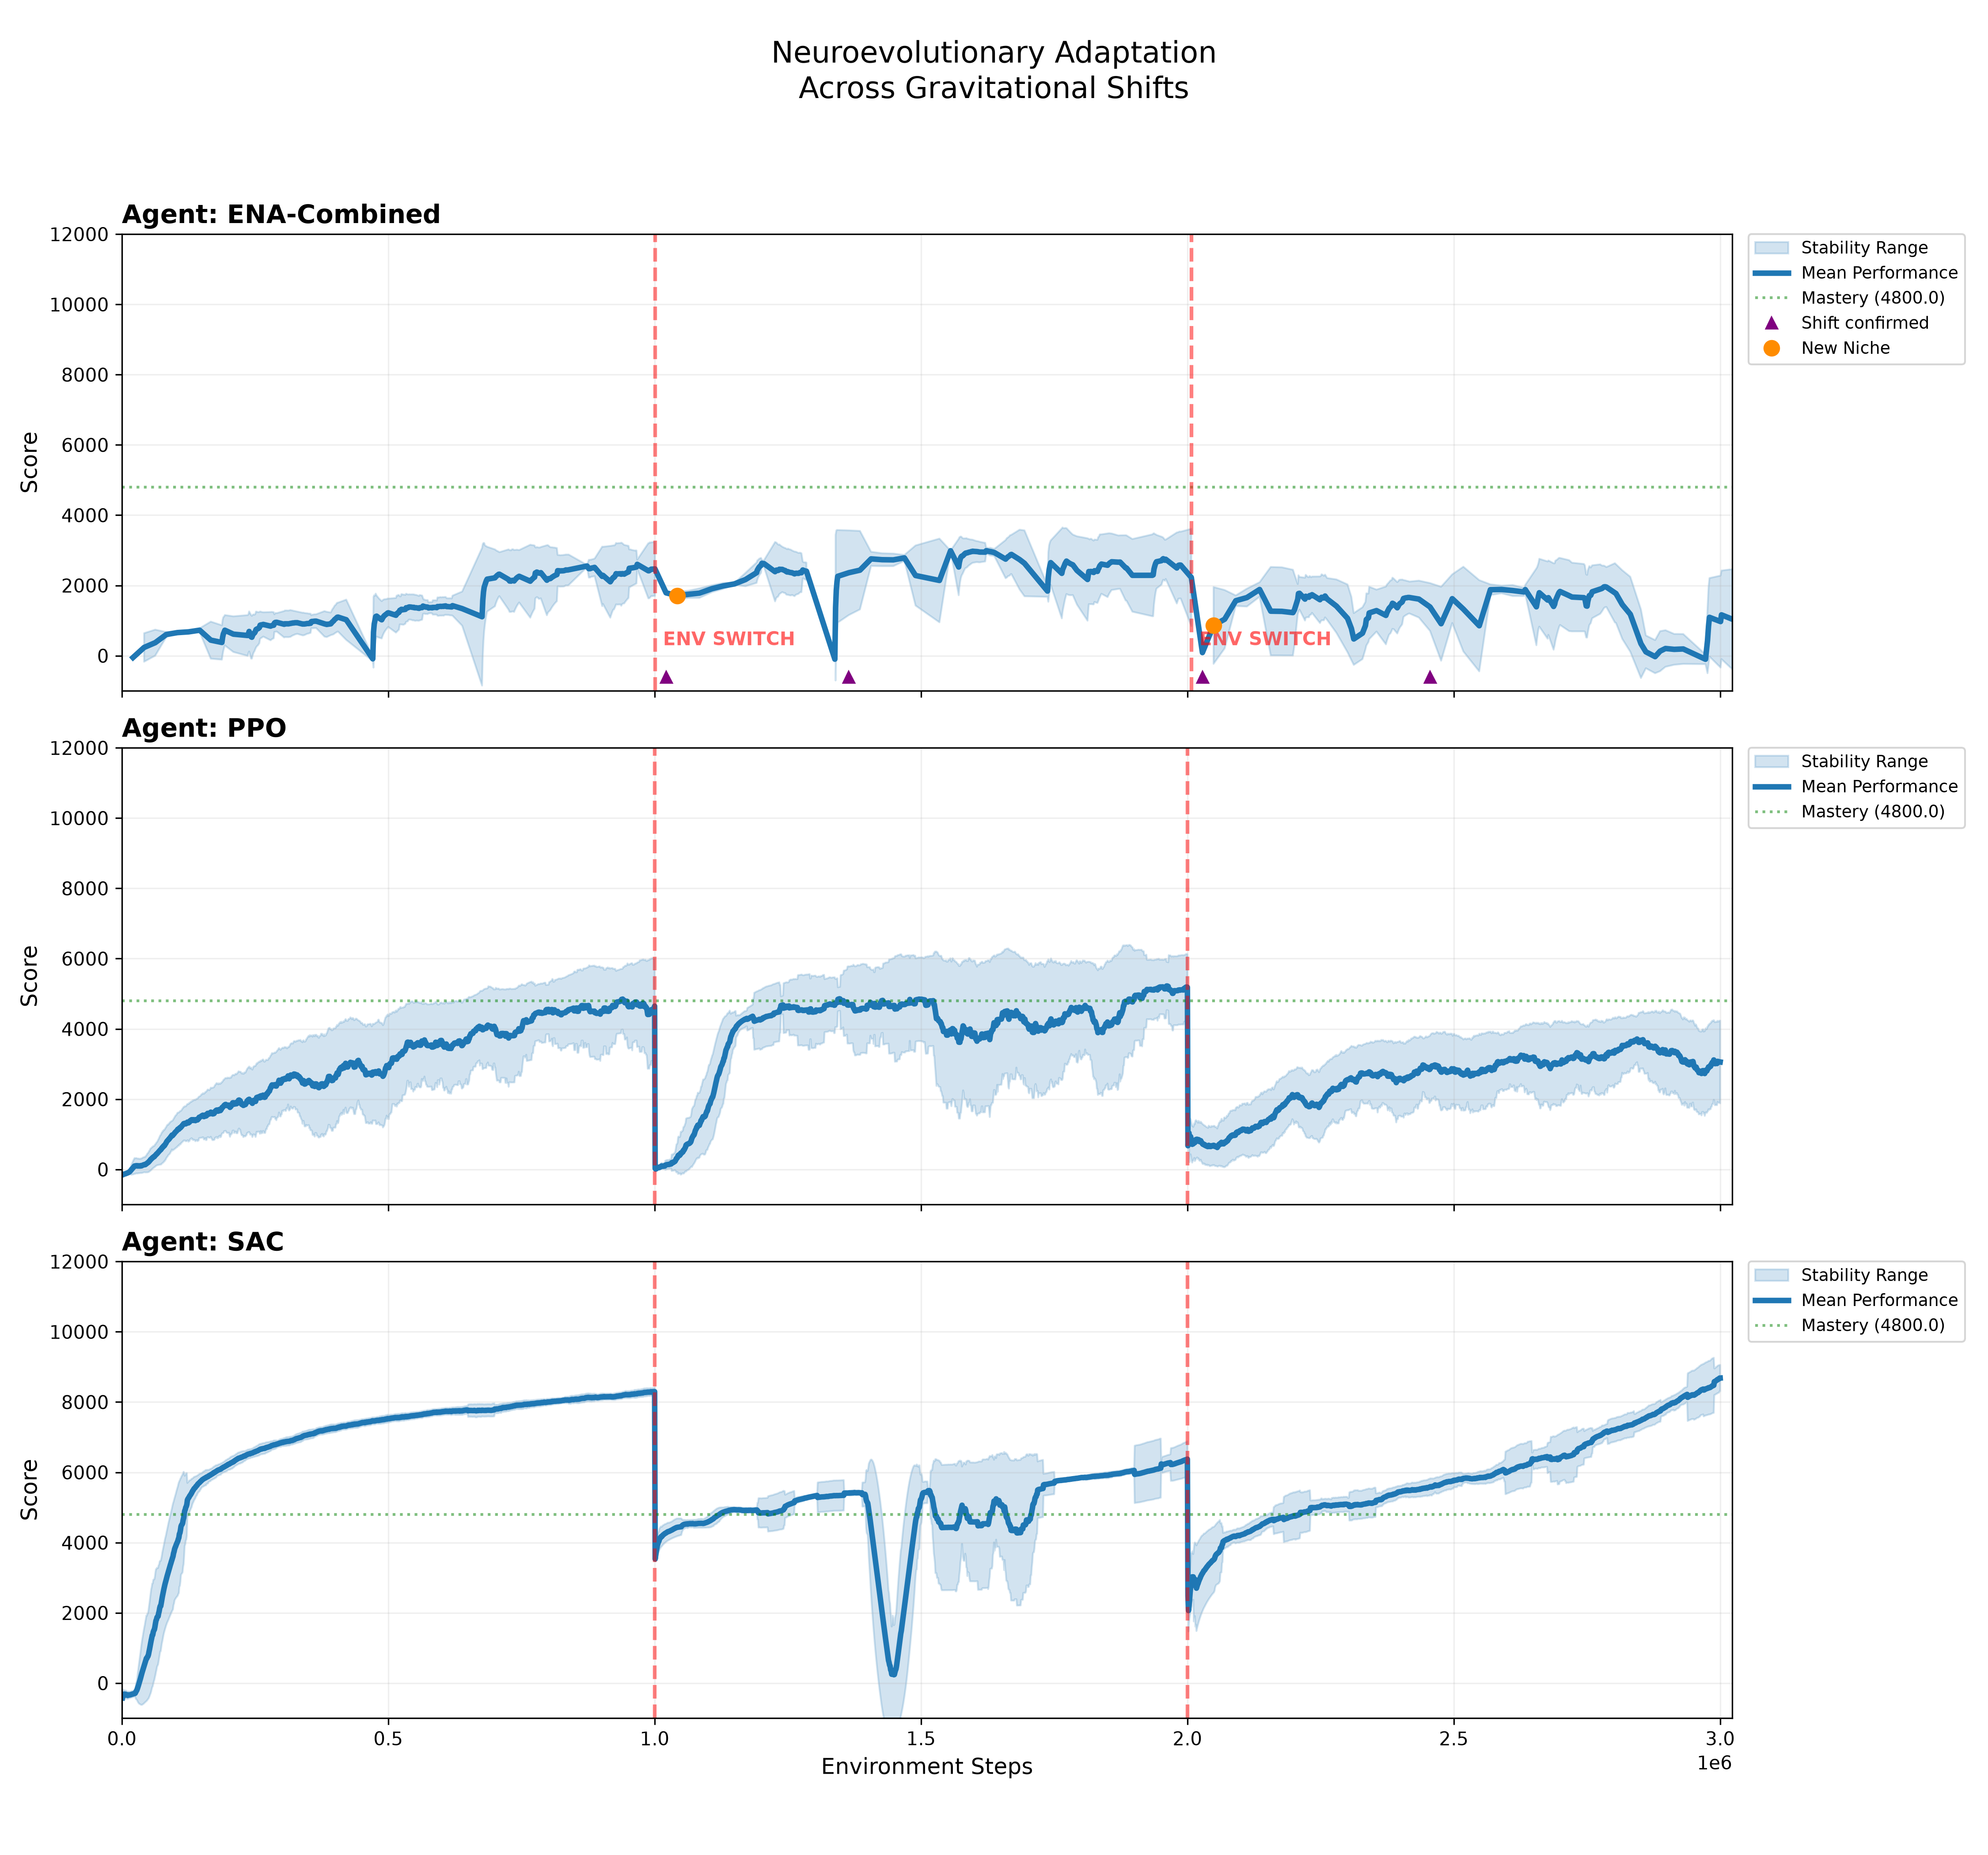 Neuroevolutionary Adaptation
Across Gravitational Shifts
Agent: ENA-Combined
12000
10000
8000
6000
4000
2000
0
Score
ENV SWITCH
ENV SWITCH
Stability Range
Mean Performance
Mastery (4800.0)
Shift confirmed
New Niche
Agent: PPO
12000
10000
8000
6000
4000
2000
0
Score
Stability Range
Mean Performance
Mastery (4800.0)
Agent: SAC
12000
10000
8000
6000
4000
2000
0
Score
Stability Range
Mean Performance
Mastery (4800.0)
0.0 0.5 1.0 1.5 2.0 2.5 3.0
1e6
Environment Steps